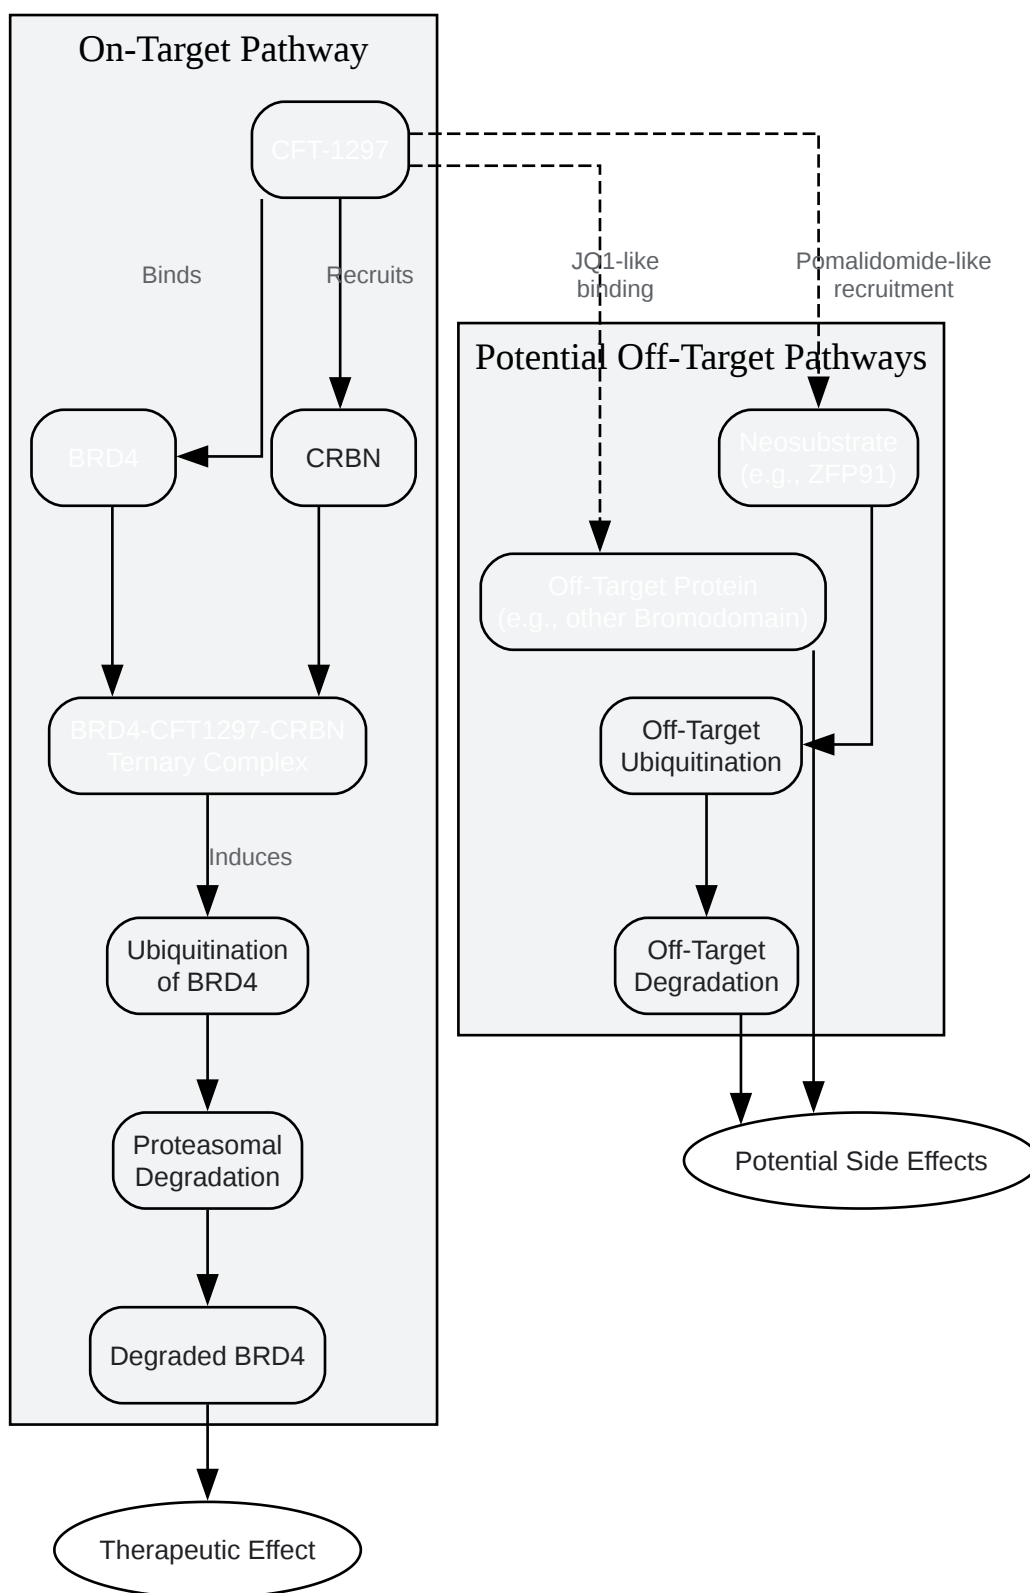 On-Target Pathway
CFT-1297
Binds
Recruits
JQ1-like
binding
Pomalidomide-like
recruitment
Potential Off-Target Pathways
BRD4
CRBN
Neosubstrate
(e.g., ZFP91)
Off-Target Protein
(e.g., other Bromodomain)
BRD4-CFT1297-CRBN
Ternary Complex
Off-Target
Ubiquitination
Induces
Ubiquitination
of BRD4
Off-Target
Degradation
Proteasomal
Degradation
Potential Side Effects
Degraded BRD4
Therapeutic Effect